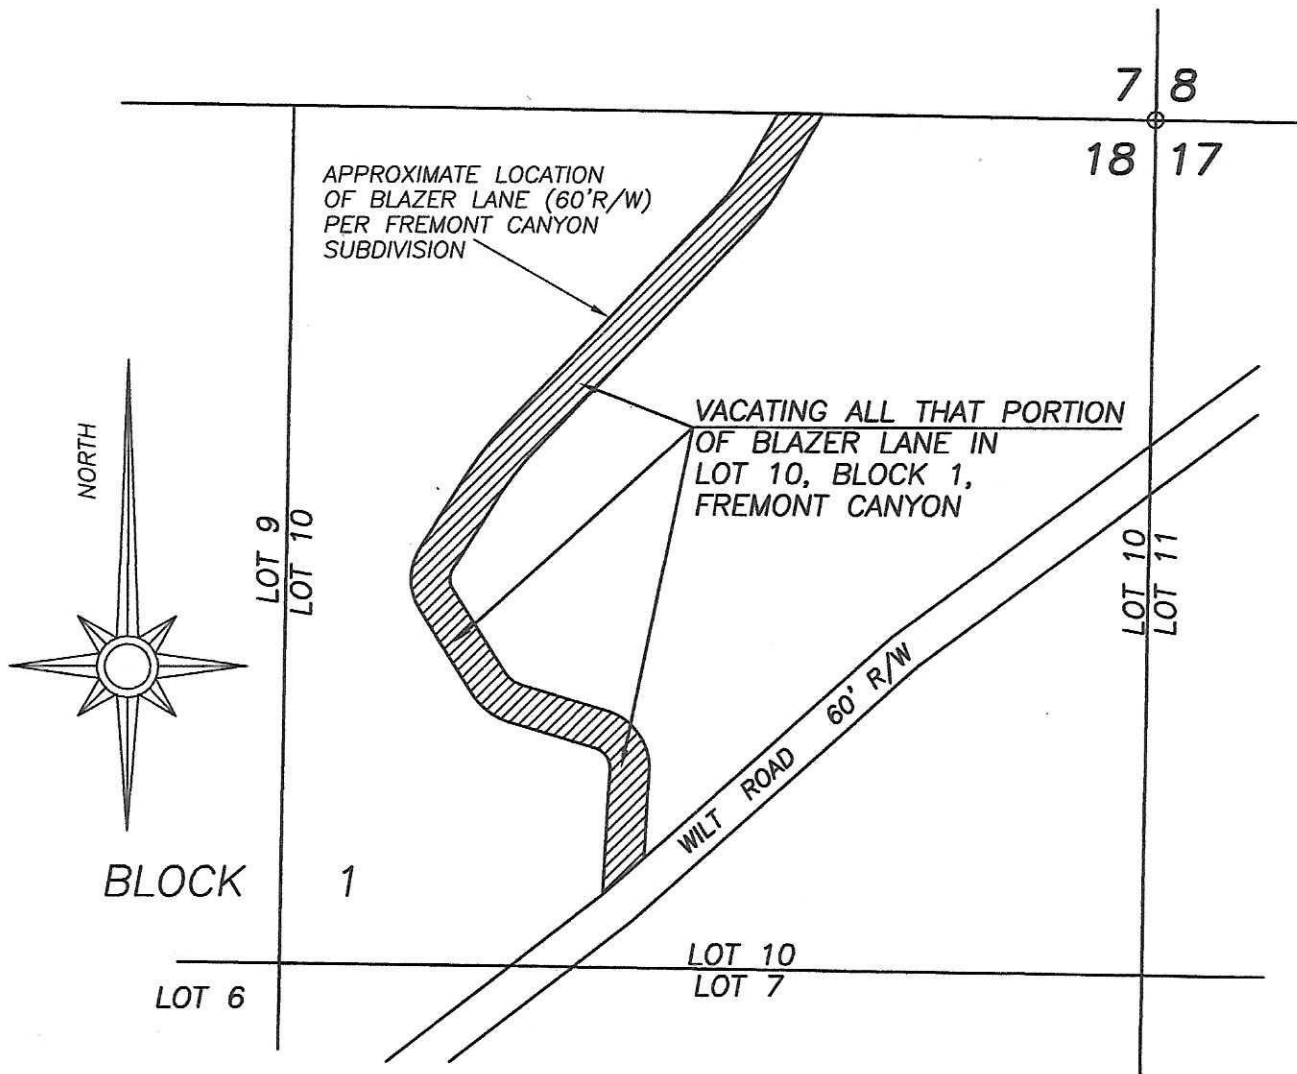 7 8
18 17
APPROXIMATE LOCATION
OF BLAZER LANE (60'R/W)
PER FREMONT CANYON
SUBDIVISION
NORTH
VACATING ALL THAT PORTION
OF BLAZER LANE IN
LOT 10, BLOCK 1,
FREMONT CANYON
LOT 9
LOT 10
LOT 10
LOT 11
WILT ROAD 60' R/W
BLOCK 1
LOT 10
LOT 6
LOT 7